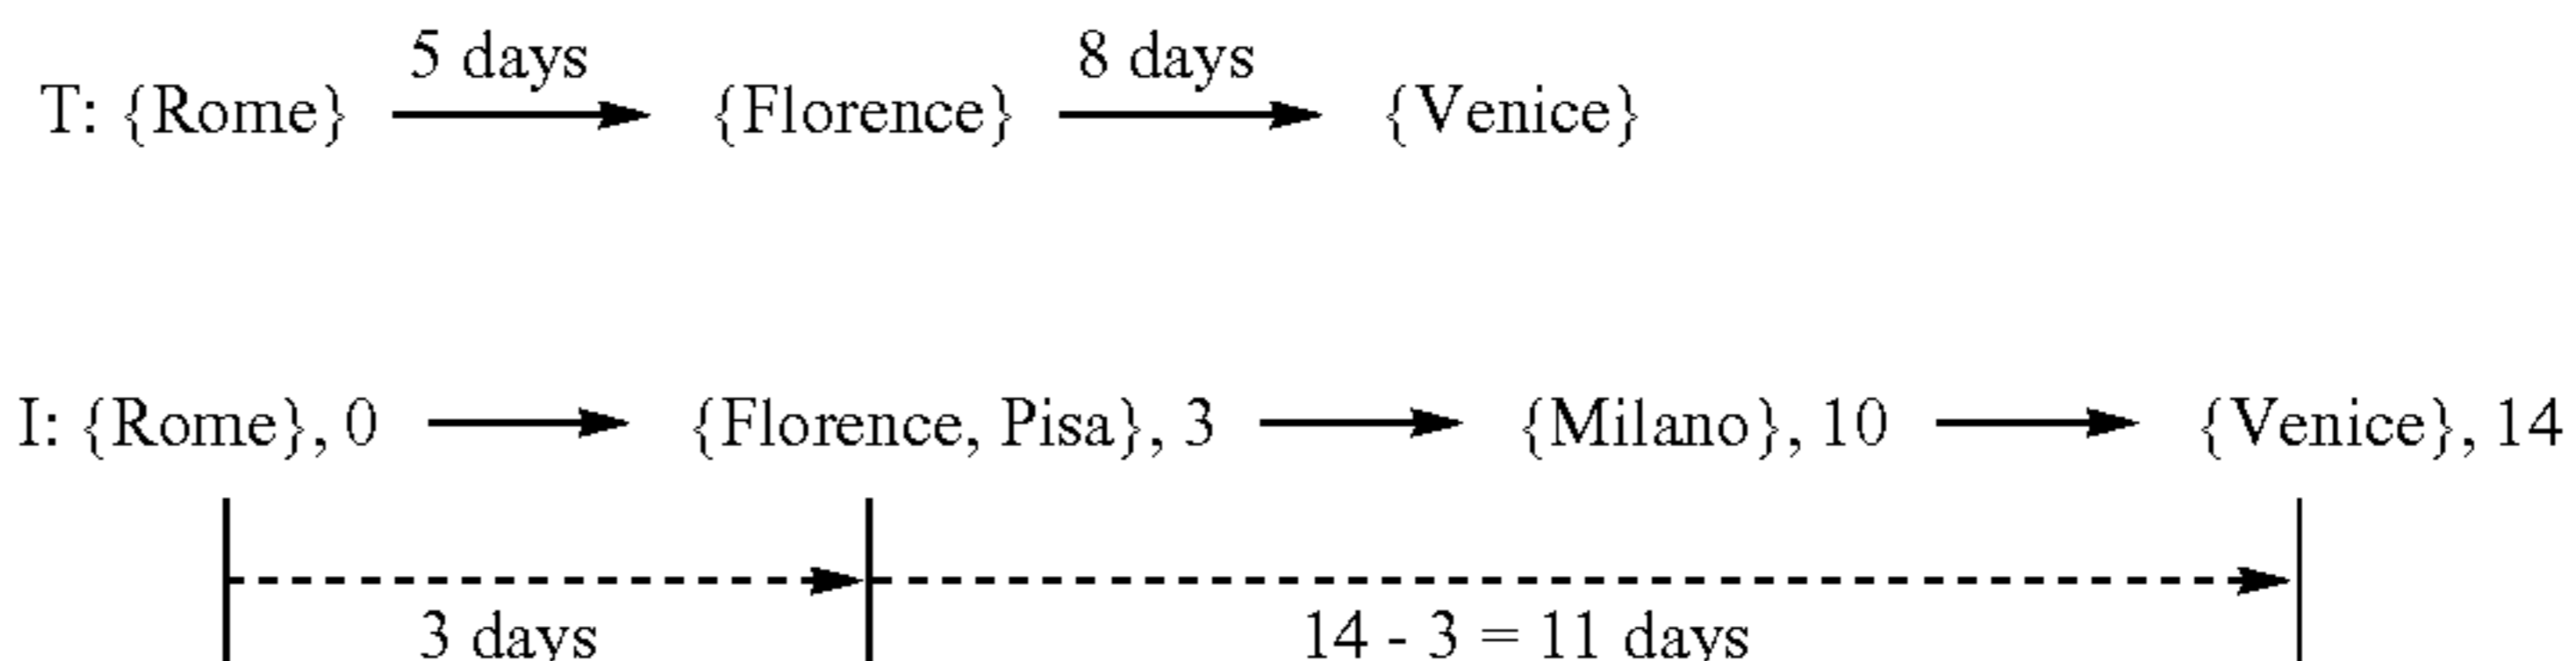 5 days 8 days
T: {Rome} {Florence} {Venice}
I: {Rome}, 0 {Florence, Pisa}, 3 {Milano}, 10 {Venice}, 14
3 days 14 - 3 = 11 days